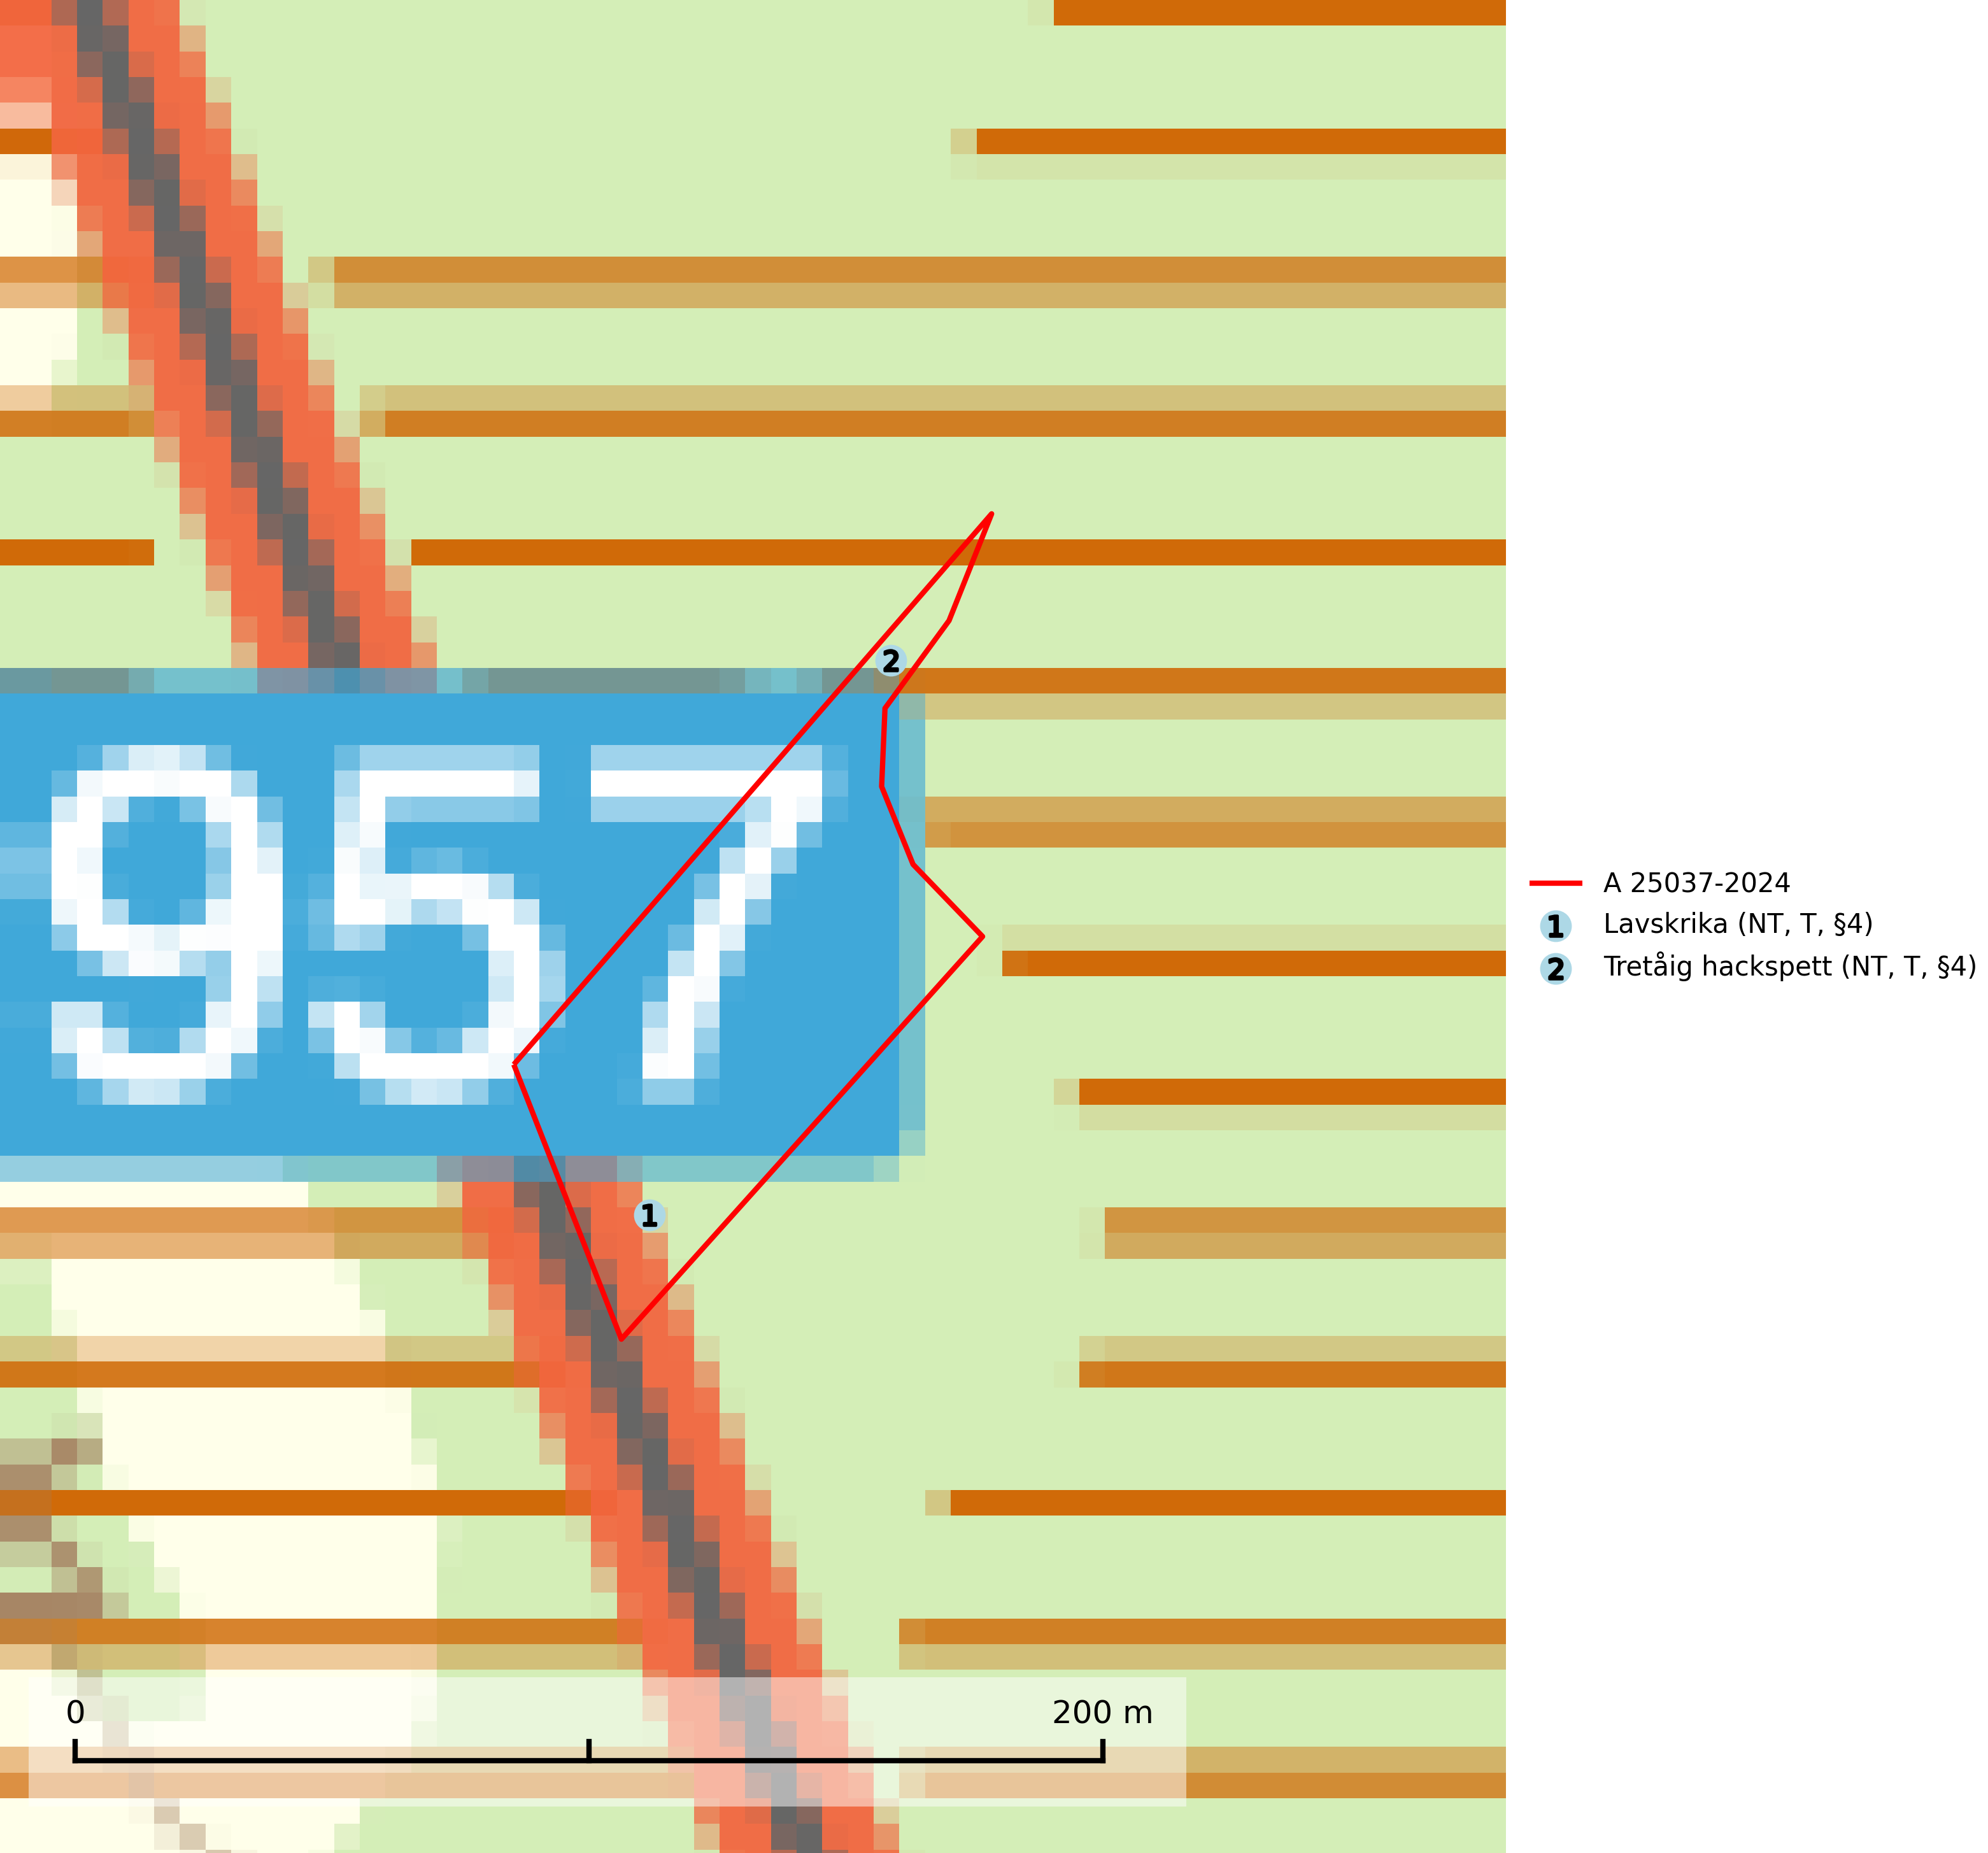 957
A 25037-2024
1 Lavskrika (NT, T, §4)
2 Tretåig hackspett (NT, T, §4)
2
1
0 200 m